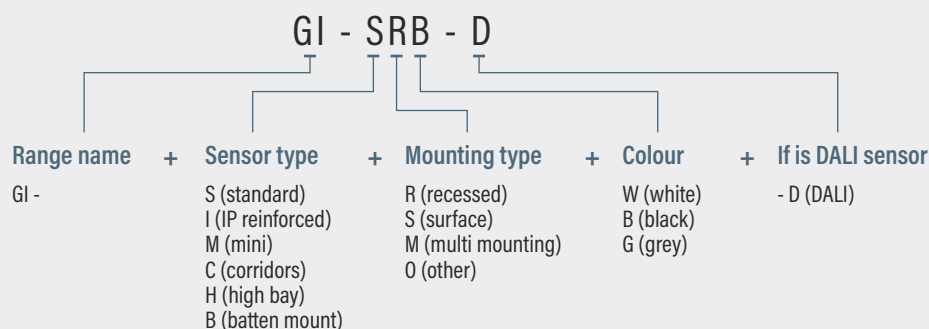 GI - SRB - D
Range name + Sensor type + Mounting type + Colour + If is DALI sensor
GI - S (standard) R (recessed) W (white) - D (DALI)
I (IP reinforced) S (surface) B (black)
M (mini) M (multi mounting) G (grey)
C (corridors) O (other)
H (high bay)
B (batten mount)